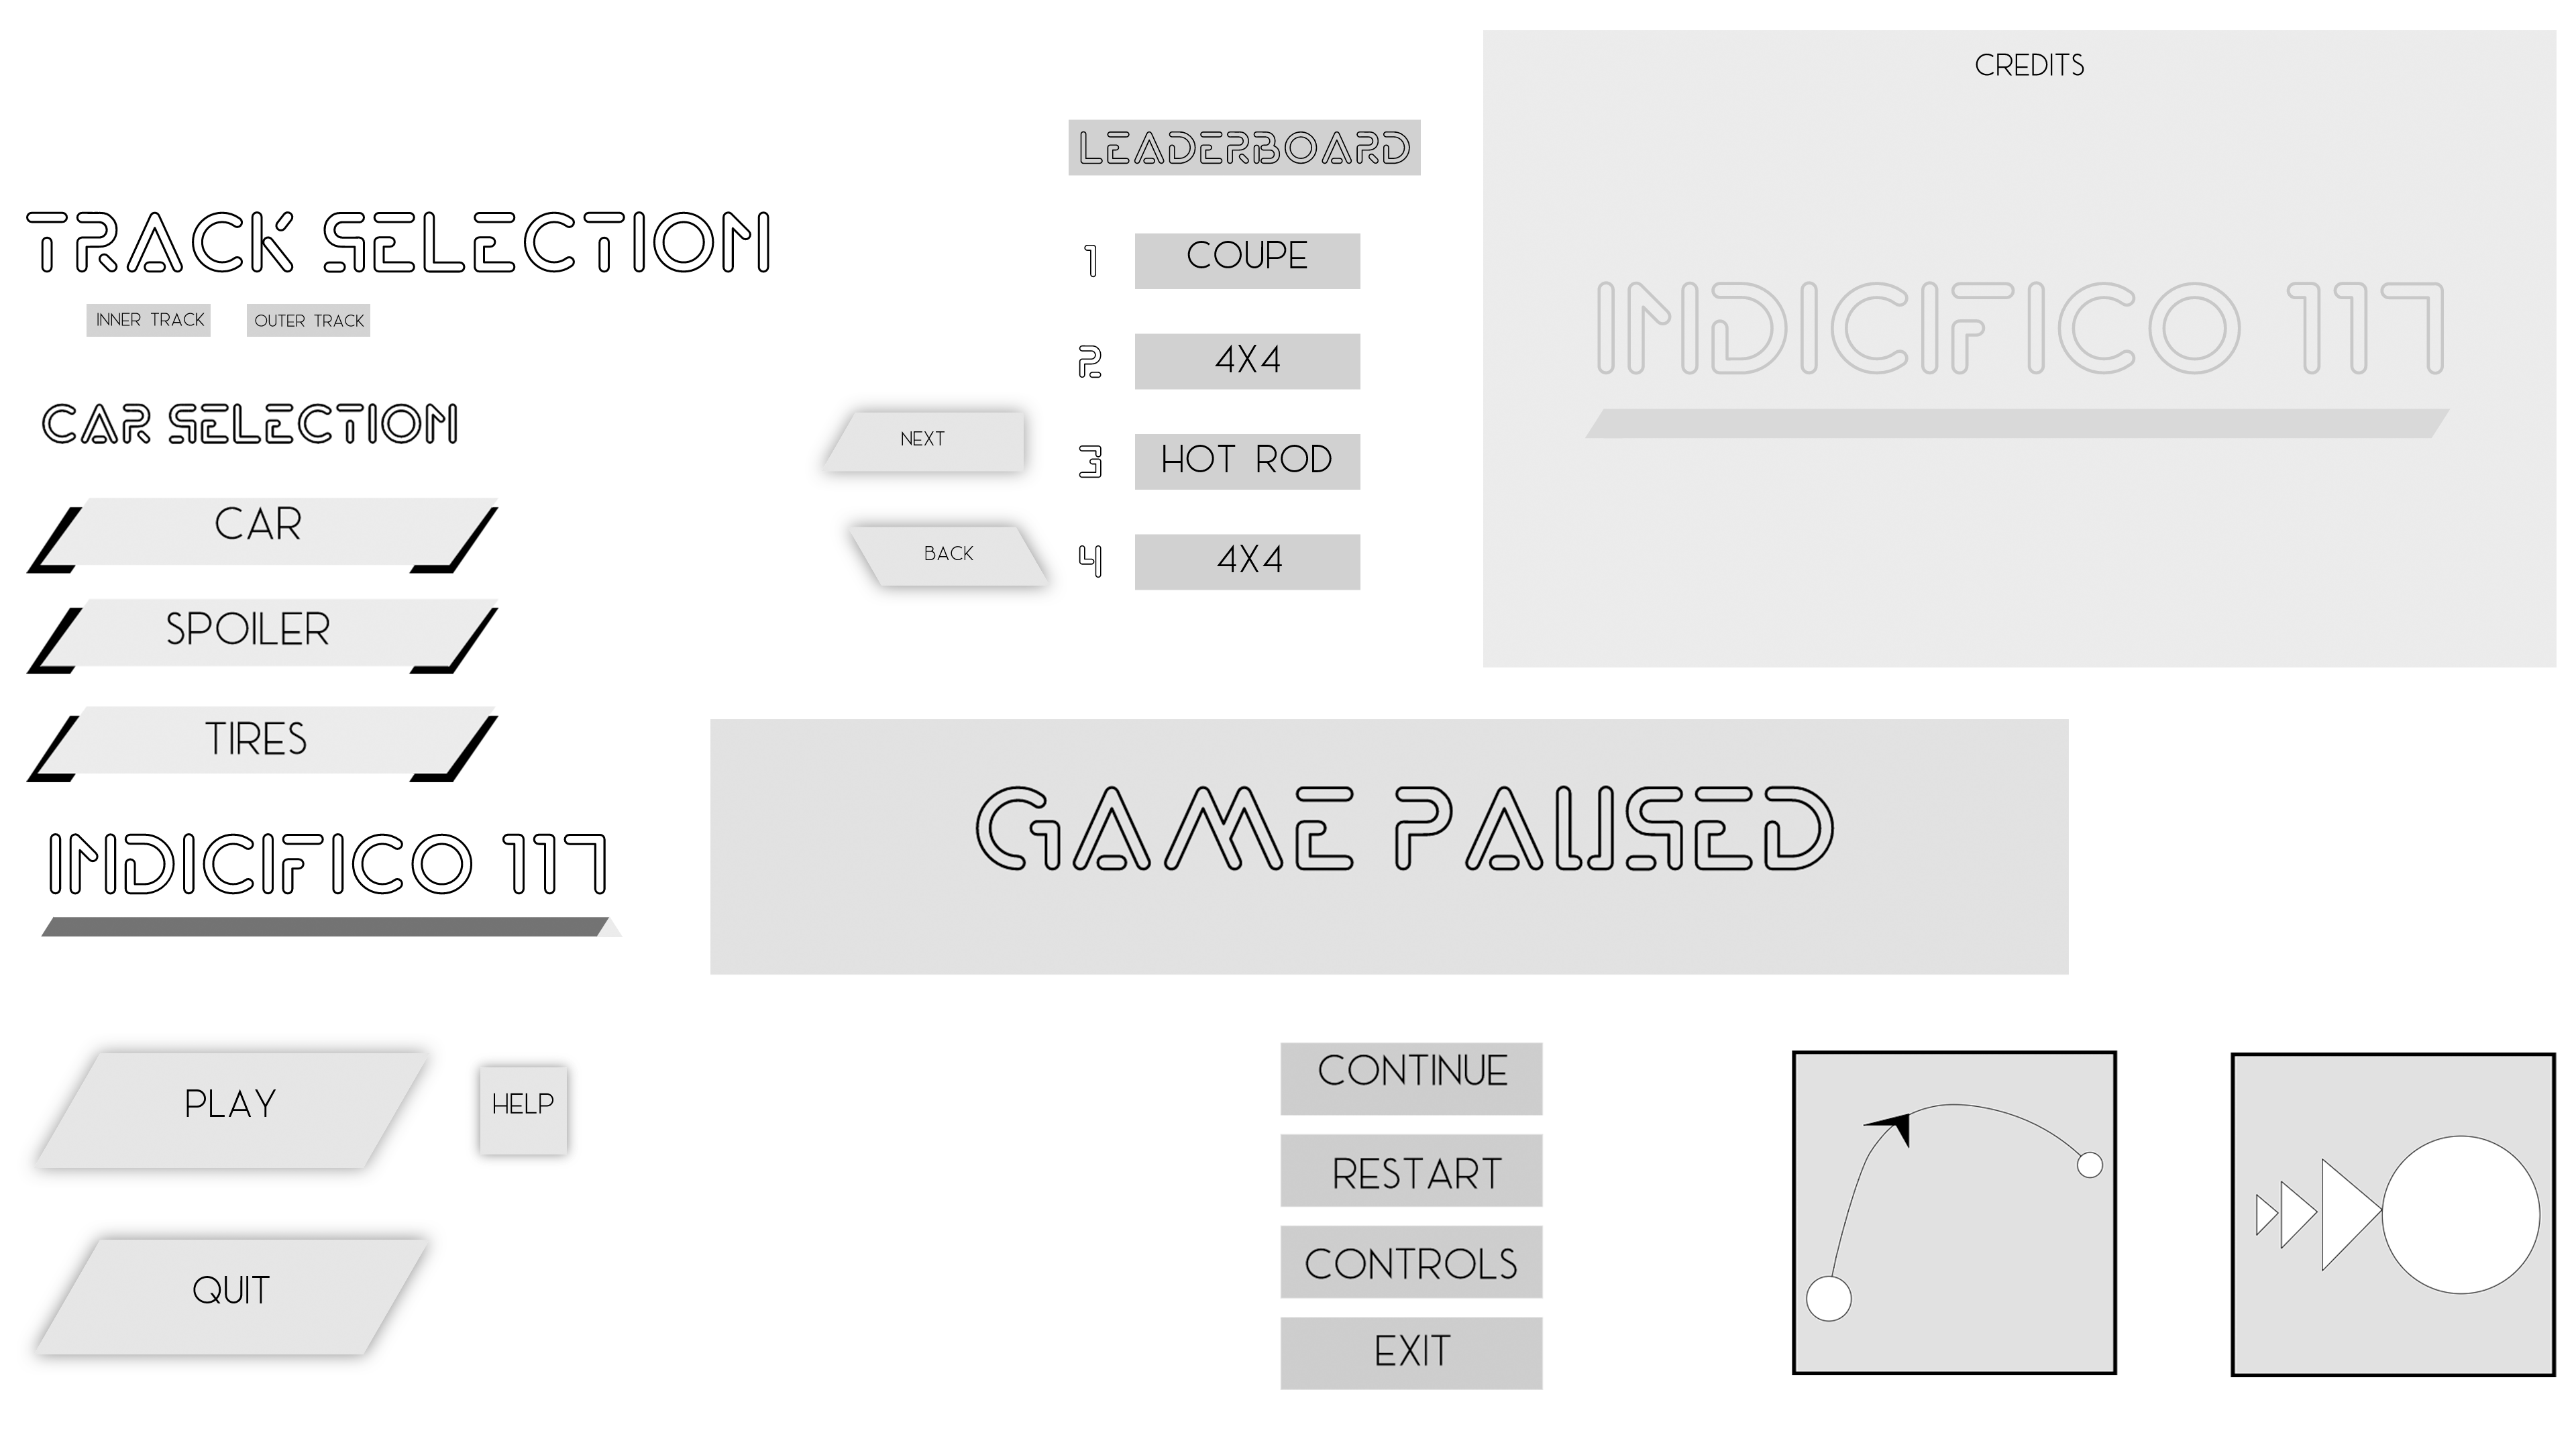 TRACK SELECTION
INNER TRACK
OUTER TRACK
CAR SELECTION
CAR
SPOILER
TIRES
INDICIFICO 117
PLAY
HELP
QUIT
NEXT
BACK
LEADERBOARD
1 COUPE
2 4X4
3 HOT ROD
4 4X4
CREDITS
INDICIFICO 117
GAME PAUSED
CONTINUE
RESTART
CONTROLS
EXIT